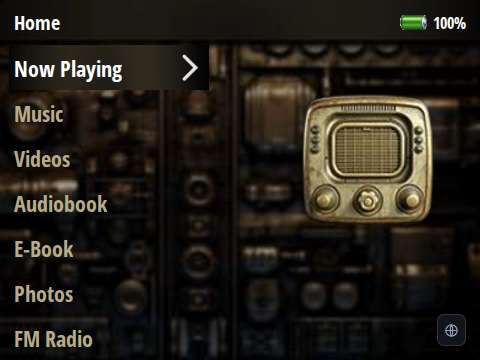 Home
100%
Now Playing
Music
Videos
Audiobook
E-Book
Photos
FM Radio